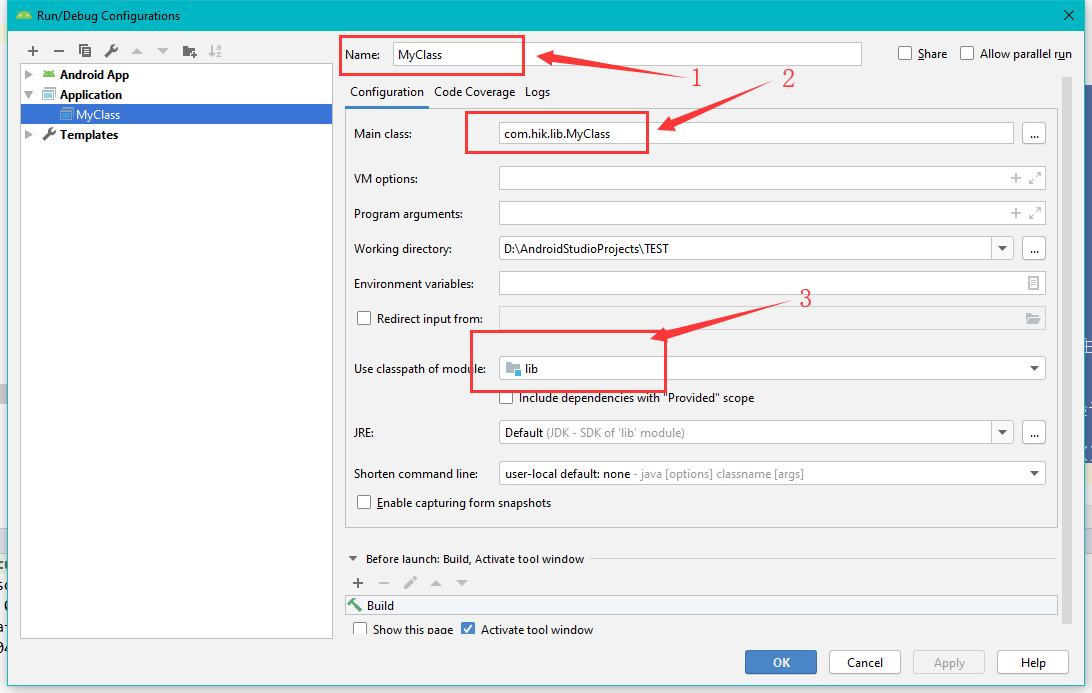 Run/Debug Configurations
Name: MyClass
Share
Allow parallel run
1
2
Android App
Application
MyClass
Templates
Configuration Code Coverage Logs
Main class: com.hik.lib.MyClass ...
VM options:
Program arguments:
Working directory: D:\AndroidStudioProjects\TEST ...
Environment variables:
3
Redirect input from:
Use classpath of module: lib
Include dependencies with "Provided" scope
JRE: Default (JDK - SDK of 'lib' module) ...
Shorten command line: user-local default: none - java [options] classname [args]
Enable capturing form snapshots
Before launch: Build, Activate tool window
Build
Show this page Activate tool window
OK Cancel Apply Help